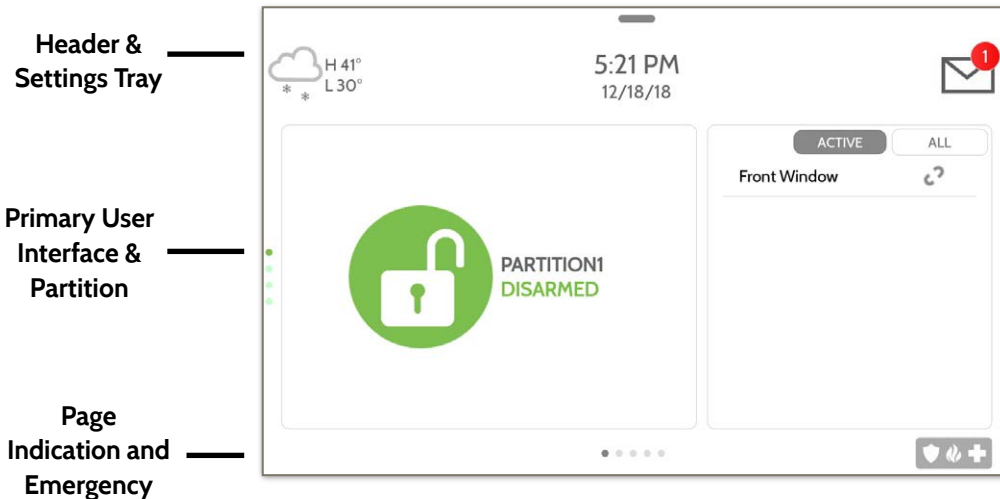 Header &
Settings Tray
H 41°
L 30°
5:21 PM
12/18/18
1
Primary User
Interface &
Partition
PARTITION1
DISARMED
ACTIVE
ALL
Front Window
Page
Indication and
Emergency